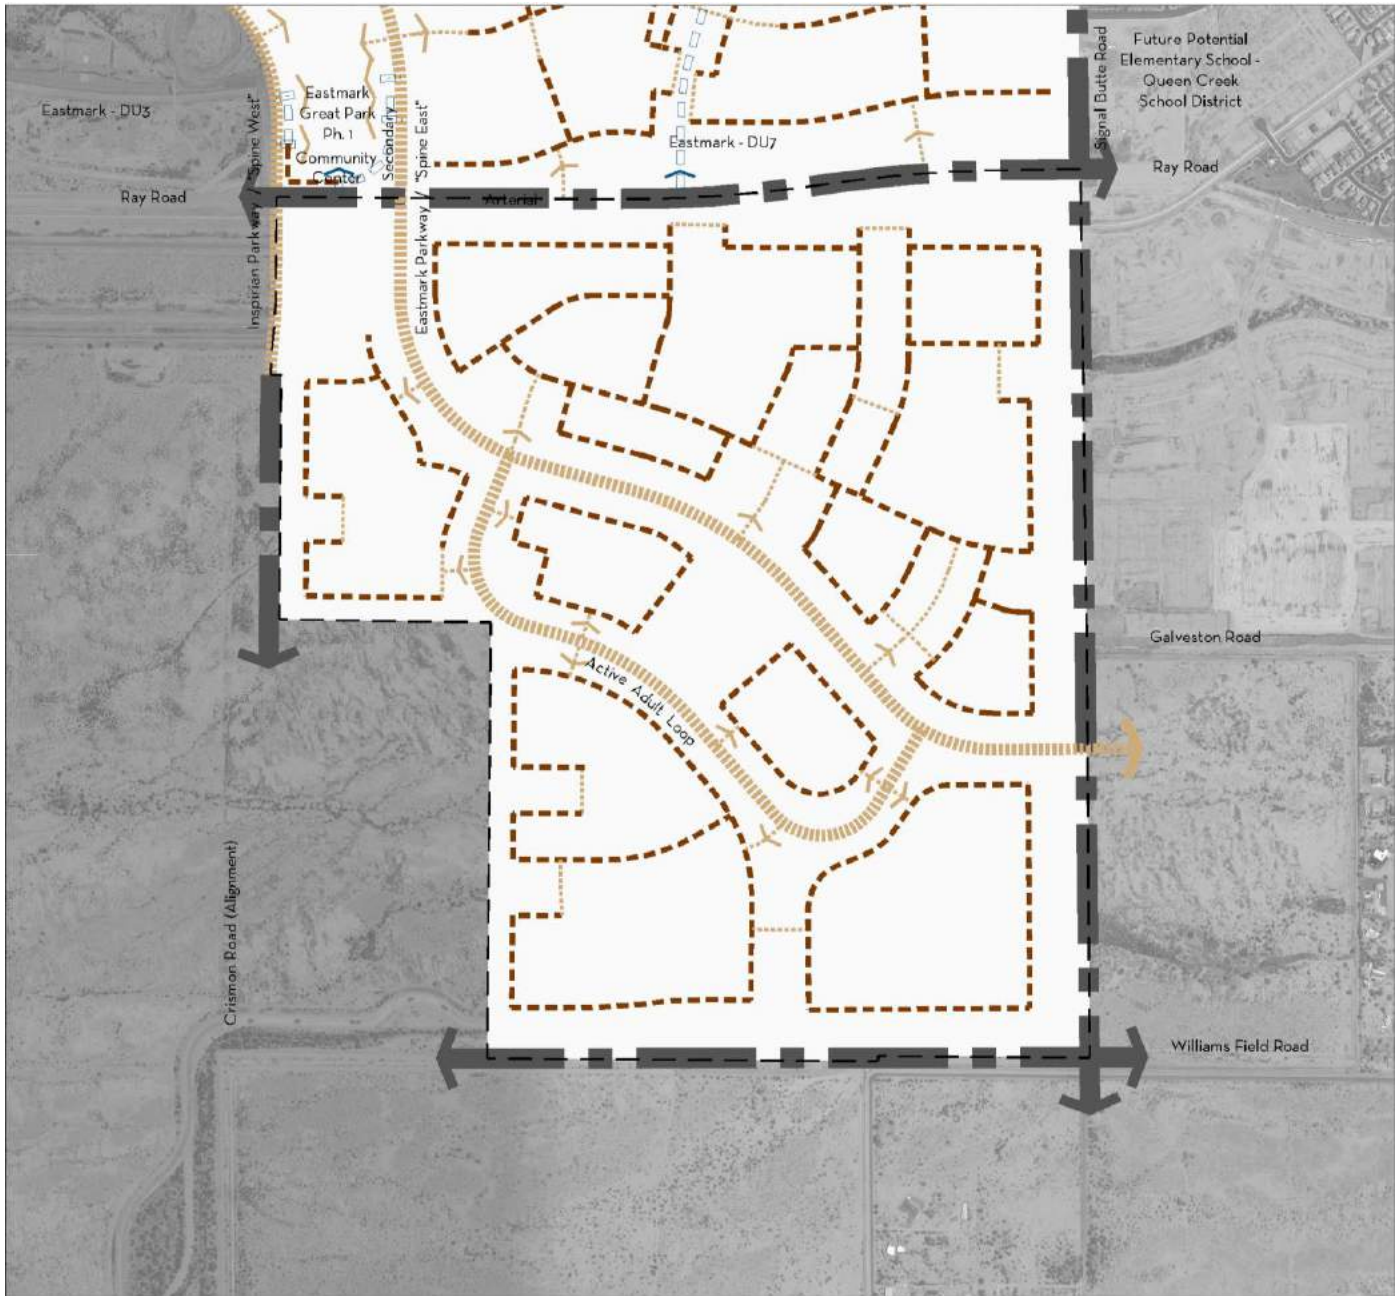 Future Potential
Elementary School -
Queen Creek
School District
Signal Butte Road
Eastmark - DU3
Eastmark
Great Park
Ph. 1
Community
Center
Secondary
Eastmark - DU7
Ray Road
Ray Road
Arterial
Inspirian Parkway / "Spine West"
Eastmark Parkway / "Spine East"
Galveston Road
Active Adult Loop
Crismon Road (Alignment)
Williams Field Road